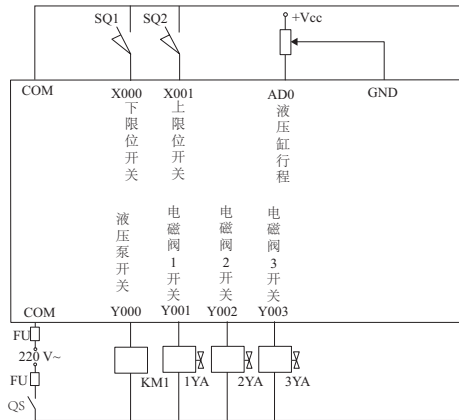 SQ1 SQ2 +Vcc
COM X000 X001 AD0 GND
下限位开关
上限位开关
液压缸行程
液压泵开关
电磁阀1开关
电磁阀2开关
电磁阀3开关
COM Y000 Y001 Y002 Y003
FU
220 V~
FU
KM1 1YA 2YA 3YA
QS